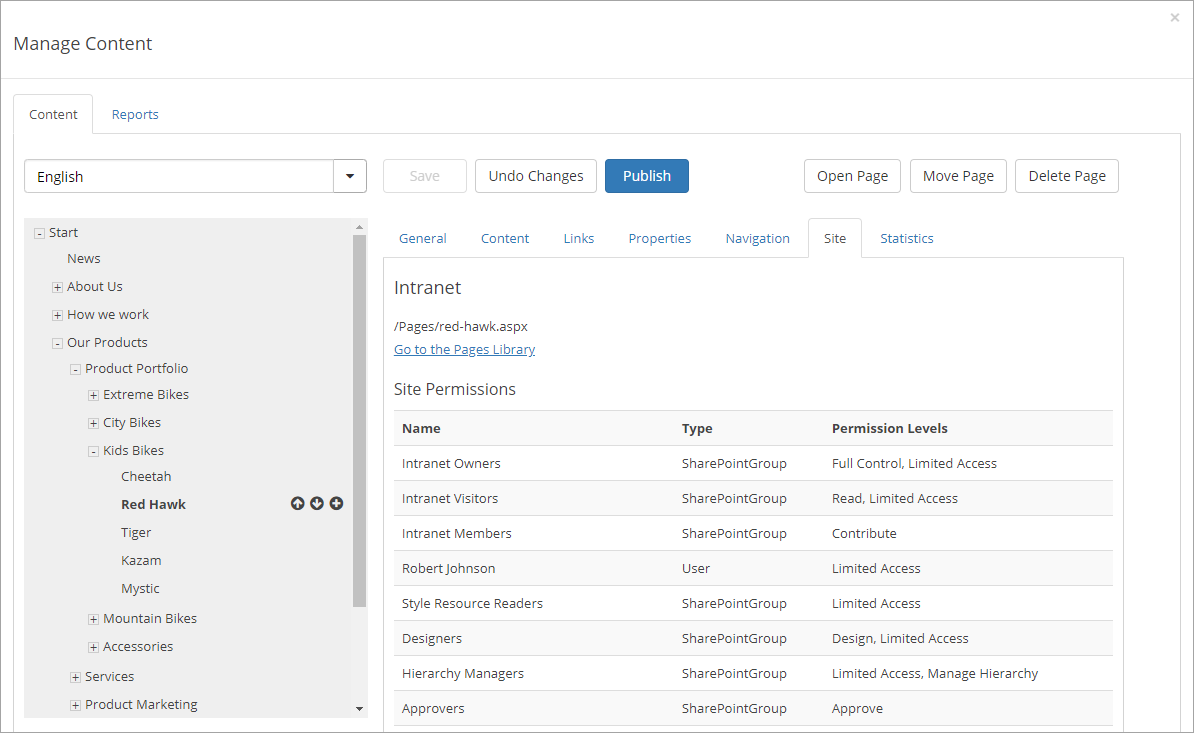 ×
Manage Content
Content Reports
English Save Undo Changes Publish Open Page Move Page Delete Page
Start
News
About Us
How we work
Our Products
Product Portfolio
Extreme Bikes
City Bikes
Kids Bikes
Cheetah
Red Hawk
Tiger
Kazam
Mystic
Mountain Bikes
Accessories
Services
Product Marketing
General Content Links Properties Navigation Site Statistics
Intranet
/Pages/red-hawk.aspx
Go to the Pages Library
Site Permissions
Name Type Permission Levels
Intranet Owners SharePointGroup Full Control, Limited Access
Intranet Visitors SharePointGroup Read, Limited Access
Intranet Members SharePointGroup Contribute
Robert Johnson User Limited Access
Style Resource Readers SharePointGroup Limited Access
Designers SharePointGroup Design, Limited Access
Hierarchy Managers SharePointGroup Limited Access, Manage Hierarchy
Approvers SharePointGroup Approve